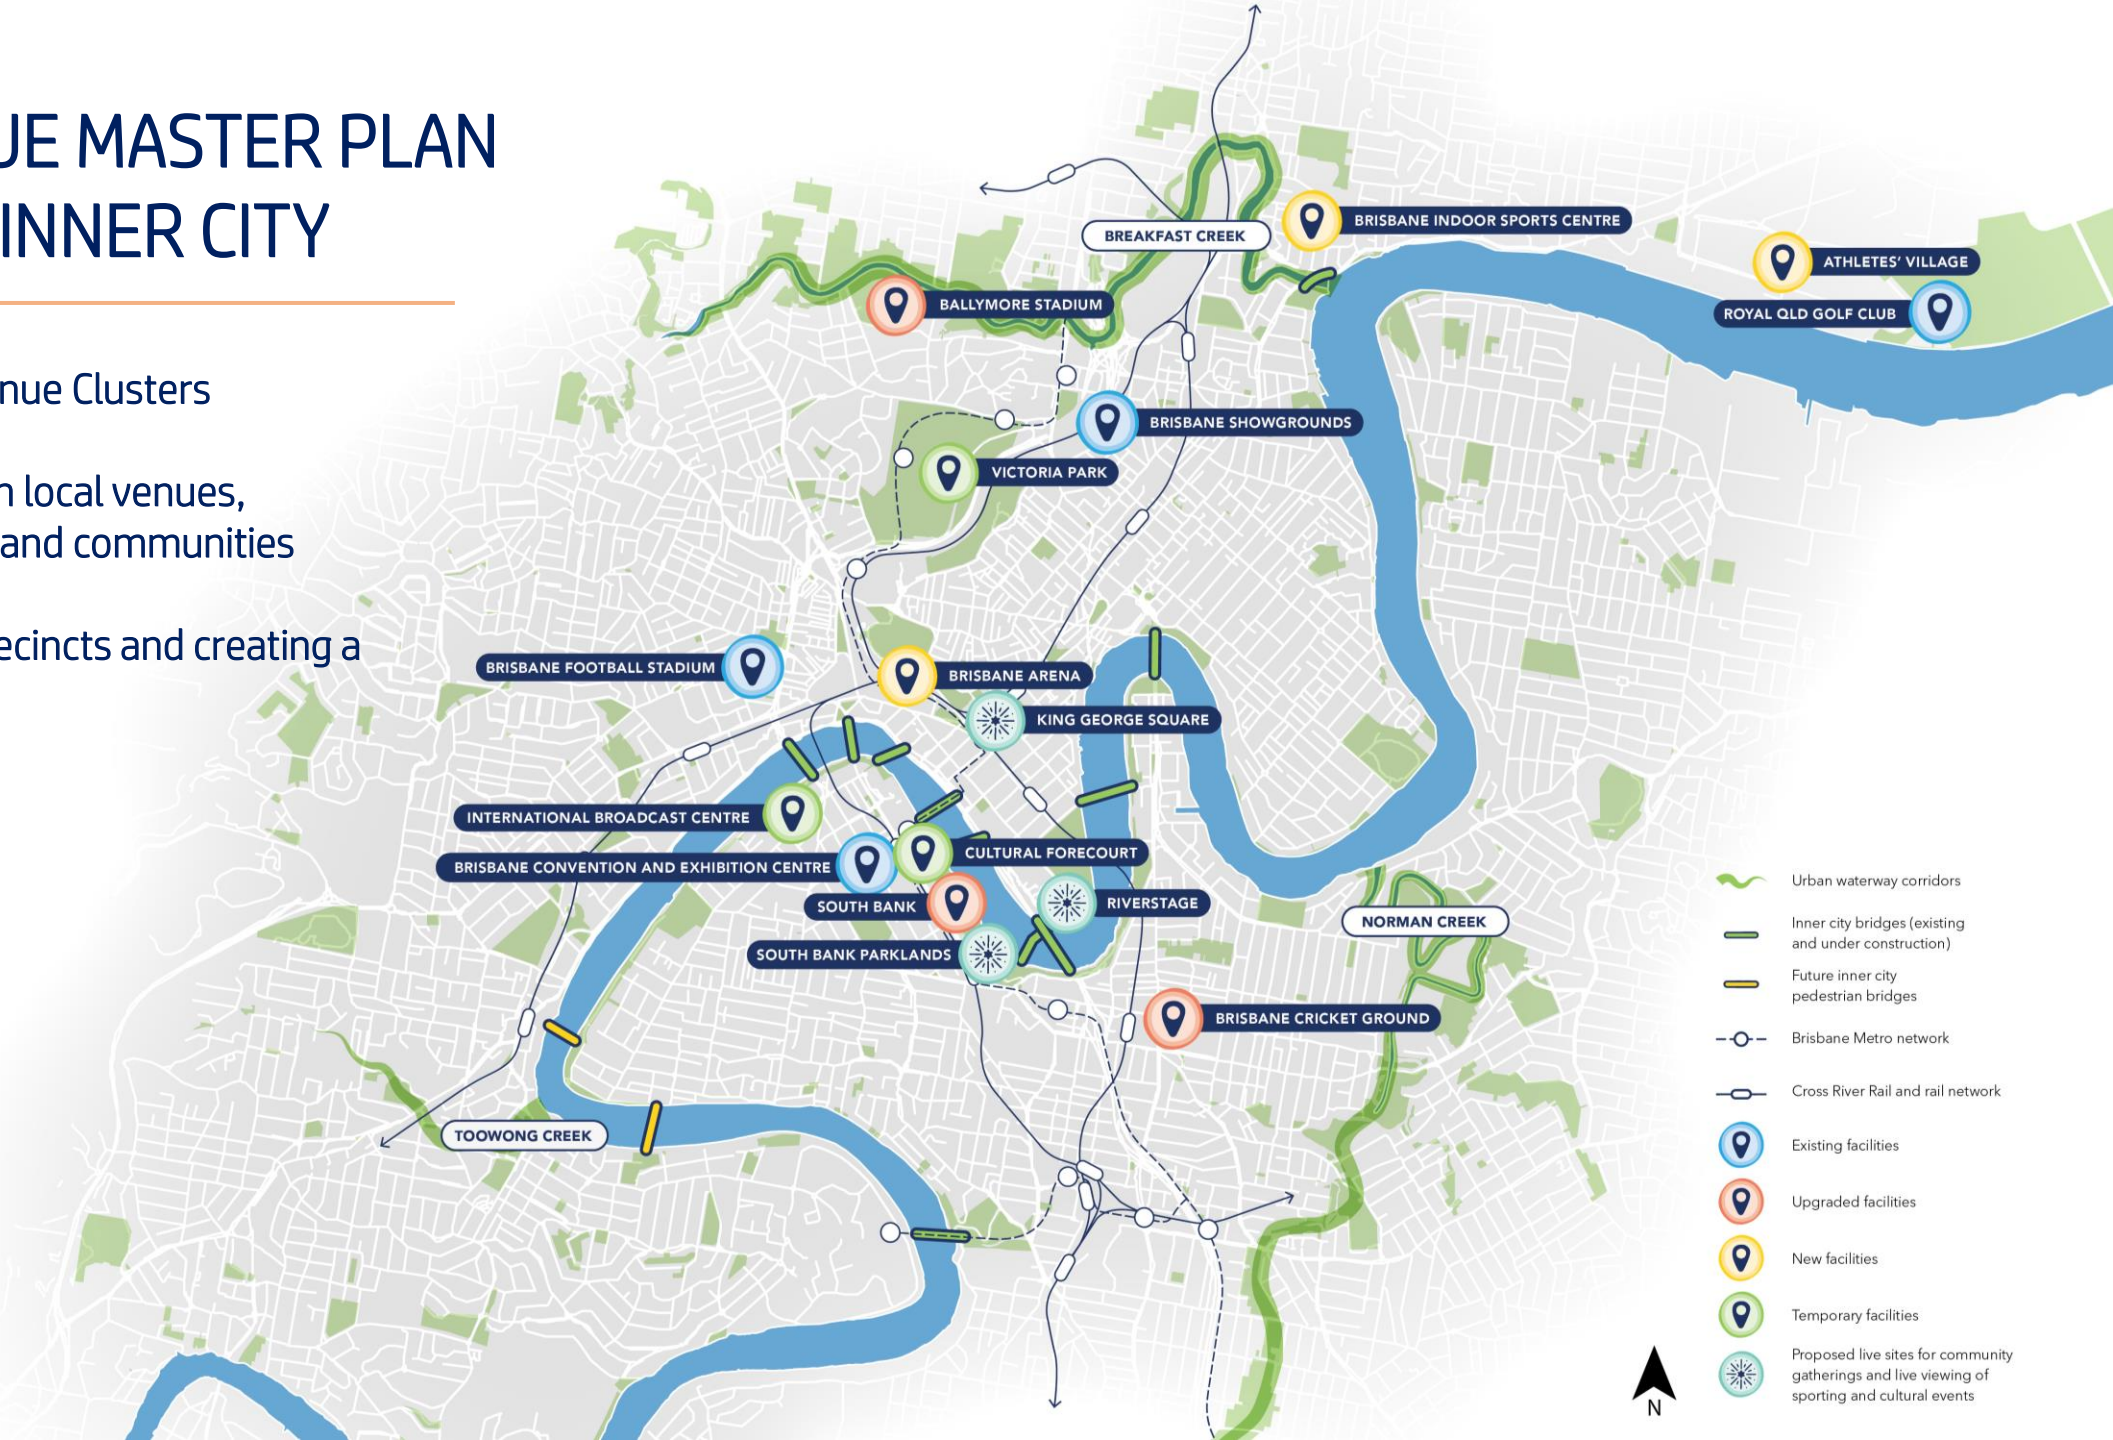 UE MASTER PLAN
INNER CITY
nue Clusters
n local venues,
and communities
ecincts and creating a
BREAKFAST CREEK
BRISBANE INDOOR SPORTS CENTRE
ATHLETES' VILLAGE
ROYAL QLD GOLF CLUB
BALLYMORE STADIUM
BRISBANE SHOWGROUNDS
VICTORIA PARK
BRISBANE FOOTBALL STADIUM
BRISBANE ARENA
KING GEORGE SQUARE
INTERNATIONAL BROADCAST CENTRE
CULTURAL FORECOURT
BRISBANE CONVENTION AND EXHIBITION CENTRE
SOUTH BANK
RIVERSTAGE
NORMAN CREEK
SOUTH BANK PARKLANDS
BRISBANE CRICKET GROUND
TOOWONG CREEK
Urban waterway corridors
Inner city bridges (existing
and under construction)
Future inner city
pedestrian bridges
Brisbane Metro network
Cross River Rail and rail network
Existing facilities
Upgraded facilities
New facilities
Temporary facilities
Proposed live sites for community
gatherings and live viewing of
sporting and cultural events
N